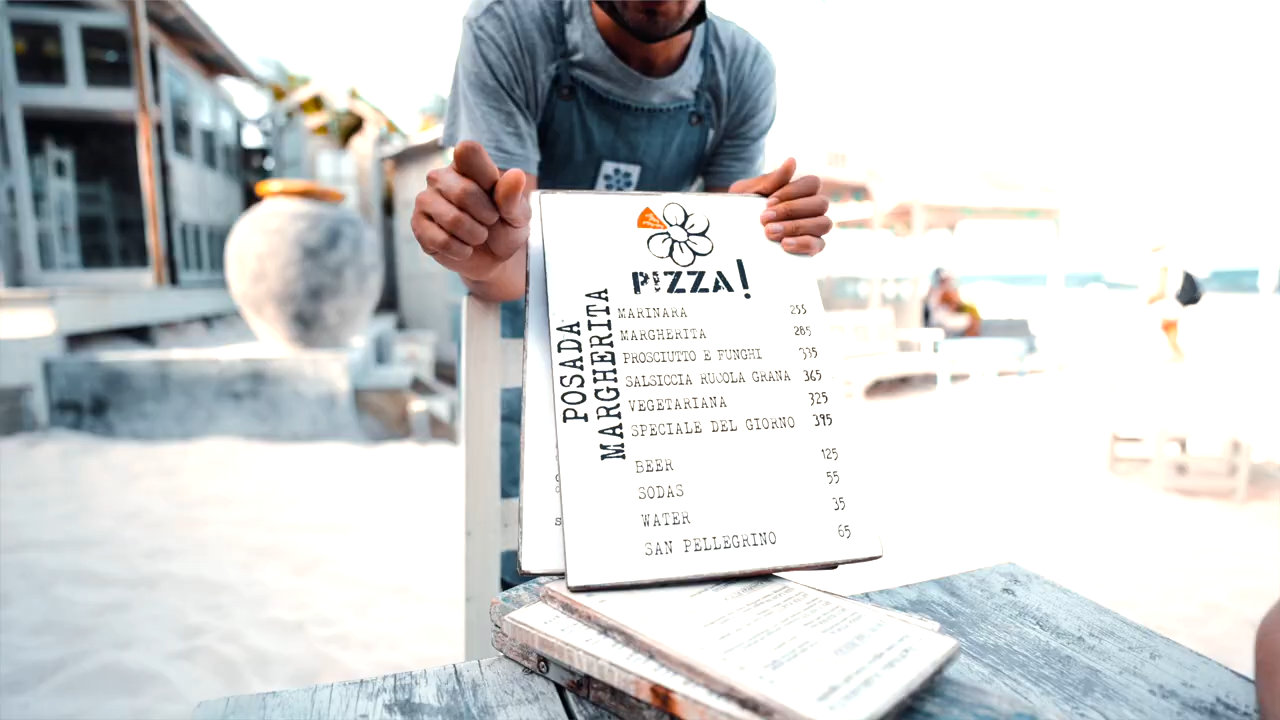 PIZZA!
POSADA
MARGHERITA
MARINARA 255
MARGHERITA 285
PROSCIUTTO E FUNGHI 335
SALSICCIA RUCOLA GRANA 365
VEGETARIANA 325
SPECIALE DEL GIORNO 395
BEER 125
SODAS 55
WATER 35
SAN PELLEGRINO 65